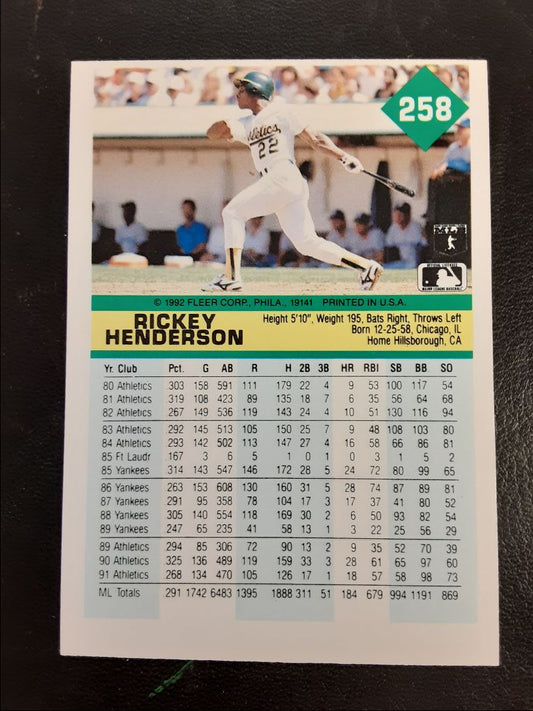 258
Athletics
22
OFFICIAL LICENSEE
MAJOR LEAGUE BASEBALL
© 1992 FLEER CORP., PHILA., 19141 PRINTED IN U.S.A.
RICKEY
HENDERSON
Height 5'10", Weight 195, Bats Right, Throws Left
Born 12-25-58, Chicago, IL
Home Hillsborough, CA
Yr. Club Pct. G AB R H 2B 3B HR RBI SB BB SO
80 Athletics 303 158 591 111 179 22 4 9 53 100 117 54
81 Athletics 319 108 423 89 135 18 7 6 35 56 64 68
82 Athletics 267 149 536 119 143 24 4 10 51 130 116 94
83 Athletics 292 145 513 105 150 25 7 9 48 108 103 80
84 Athletics 293 142 502 113 147 27 4 16 58 66 86 81
85 Ft Laudr 167 3 6 5 1 0 1 0 3 1 5 2
85 Yankees 314 143 547 146 172 28 5 24 72 80 99 65
86 Yankees 263 153 608 130 160 31 5 28 74 87 89 81
87 Yankees 291 95 358 78 104 17 3 17 37 41 80 52
88 Yankees 305 140 554 118 169 30 2 6 50 93 82 54
89 Yankees 247 65 235 41 58 13 1 3 22 25 56 29
89 Athletics 294 85 306 72 90 13 2 9 35 52 70 39
90 Athletics 325 136 489 119 159 33 3 28 61 65 97 60
91 Athletics 268 134 470 105 126 17 1 18 57 58 98 73
ML Totals 291 1742 6483 1395 1888 311 51 184 679 994 1191 869